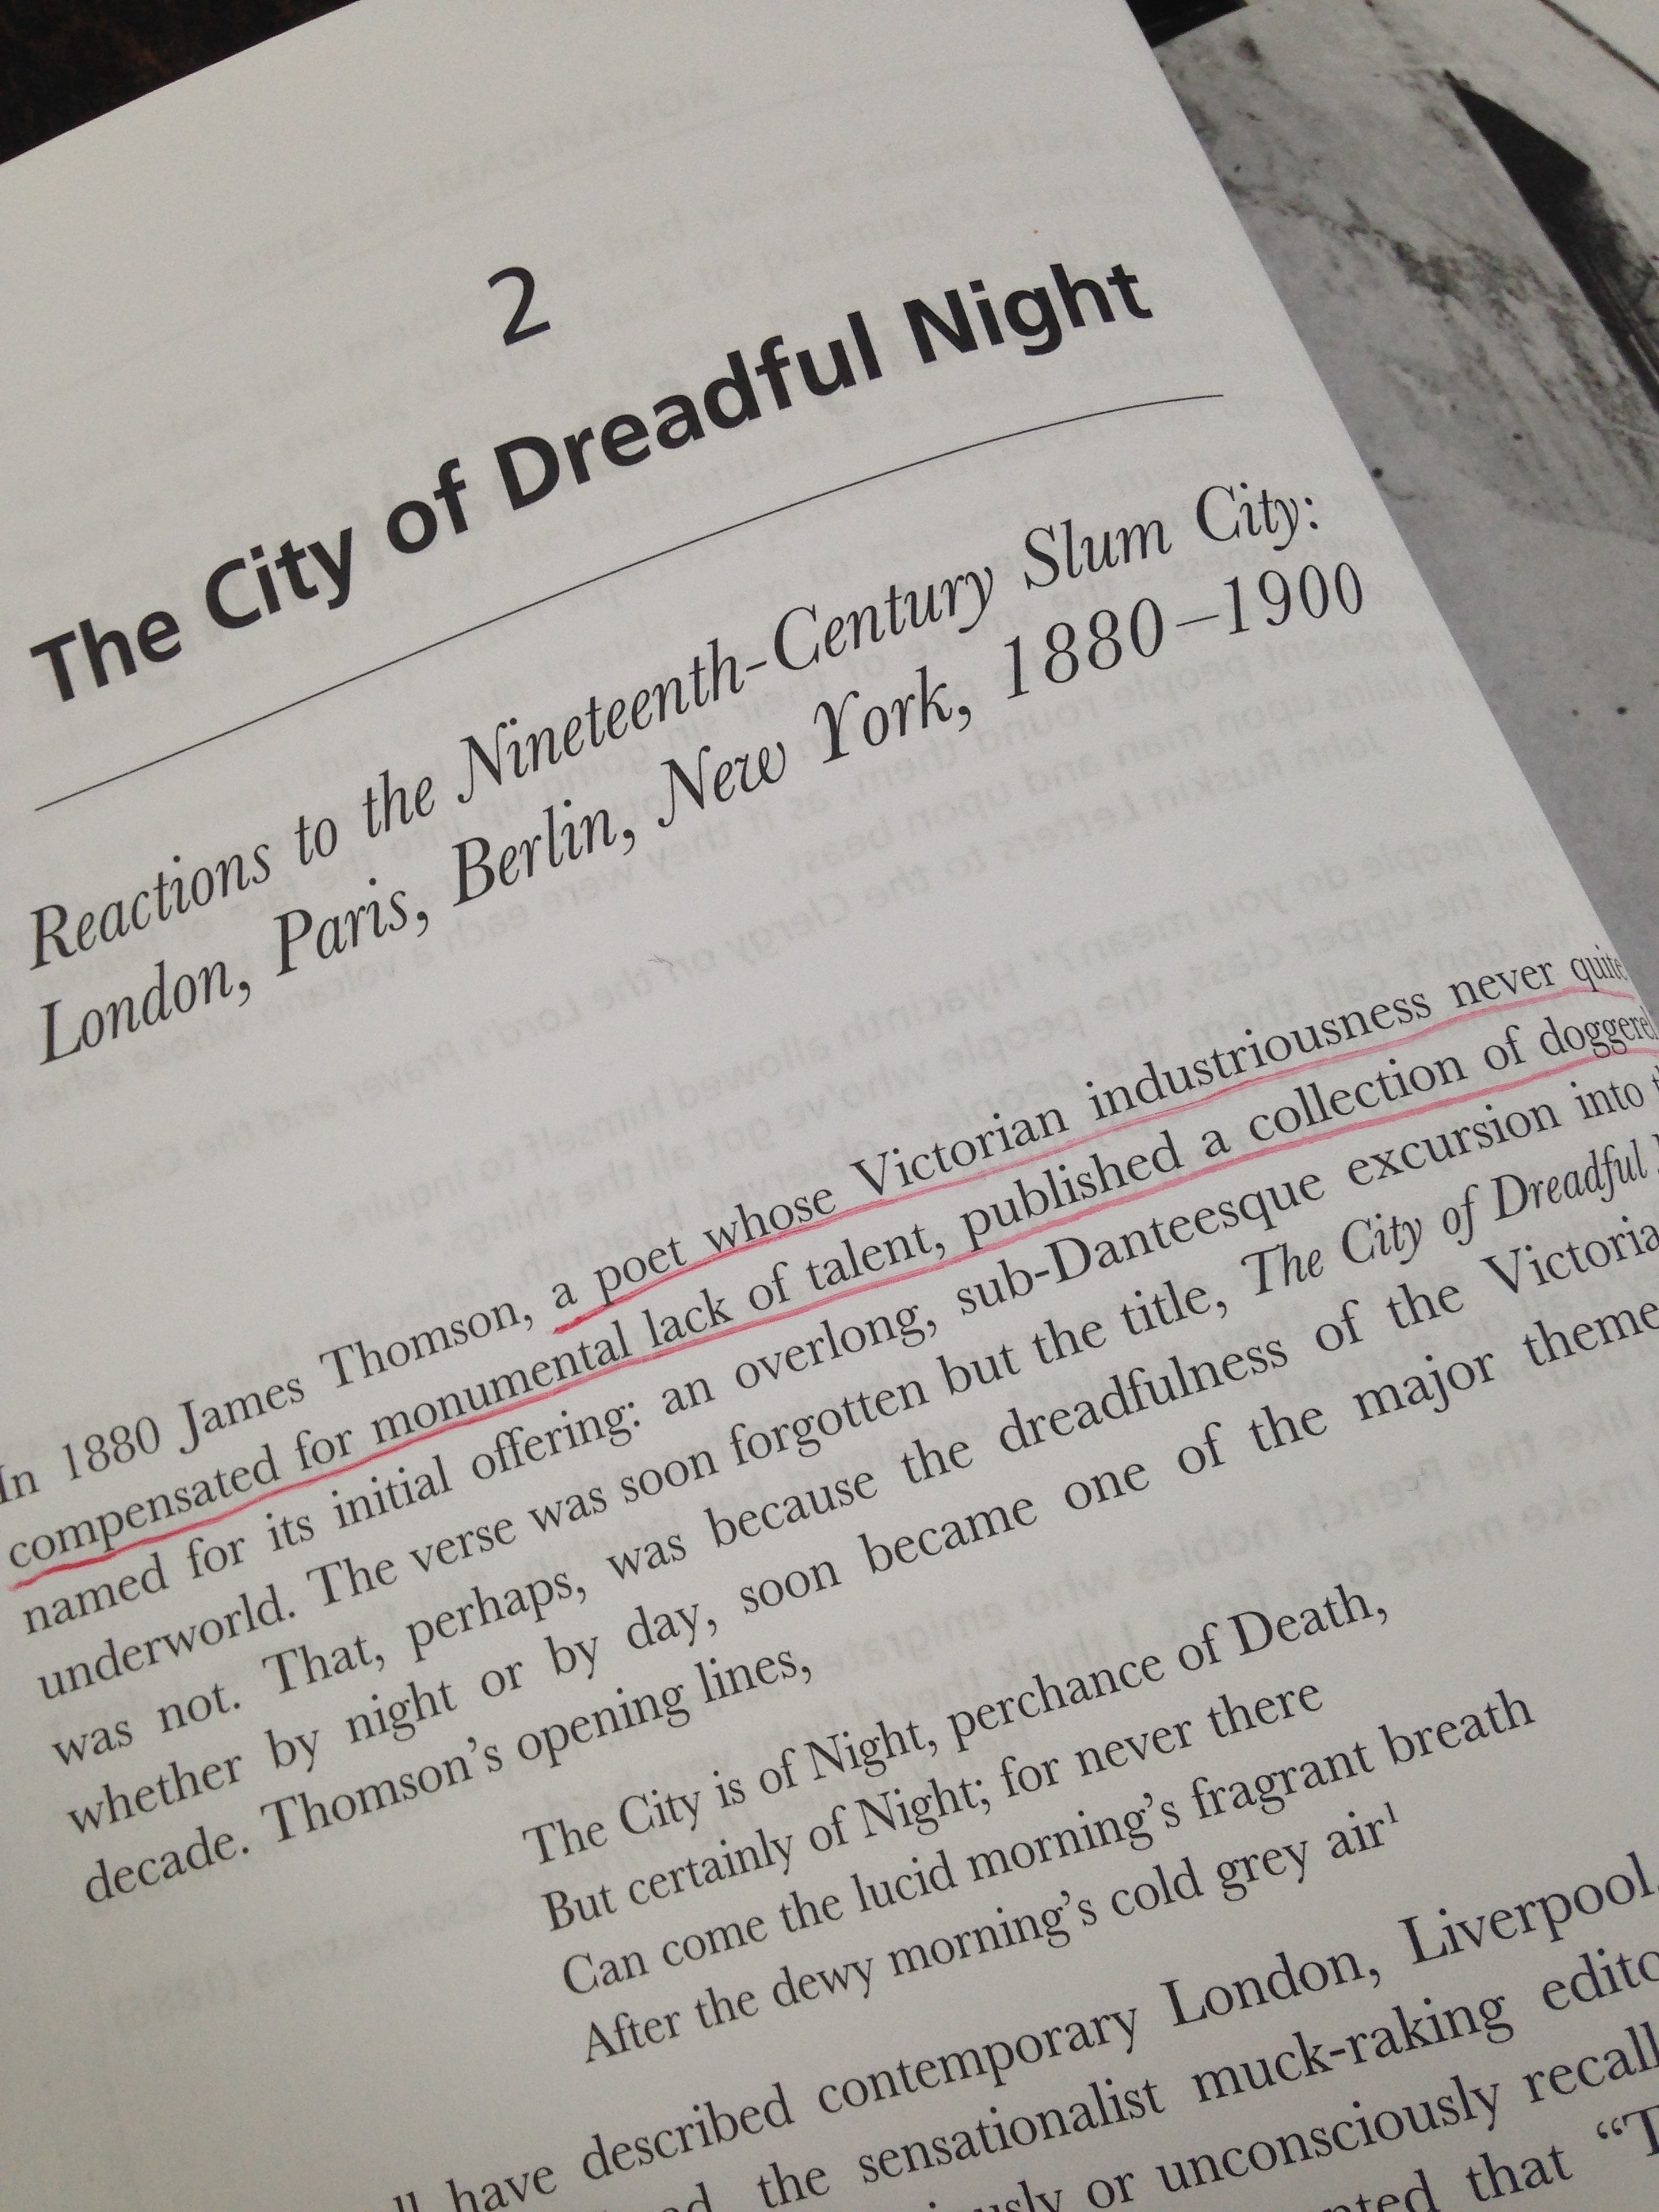 2
The City of Dreadful Night
Reactions to the Nineteenth-Century Slum City:
London, Paris, Berlin, New York, 1880–1900
In 1880 James Thomson, a poet whose Victorian industriousness never quite
compensated for monumental lack of talent, published a collection of doggerel
named for its initial offering: an overlong, sub-Danteesque excursion into
underworld. The verse was soon forgotten but the title, The City of Dreadful
was not. That, perhaps, was because the dreadfulness of the
whether by night or by day, soon became one of the major
decade. Thomson’s opening lines,
The City is of Night, perchance of Death,
But certainly of Night; for never there
Can come the lucid morning’s fragrant breath
After the dewy morning’s cold grey air¹
have described contemporary London, Liverpool,
the sensationalist muck-raking
or unconsciously
that